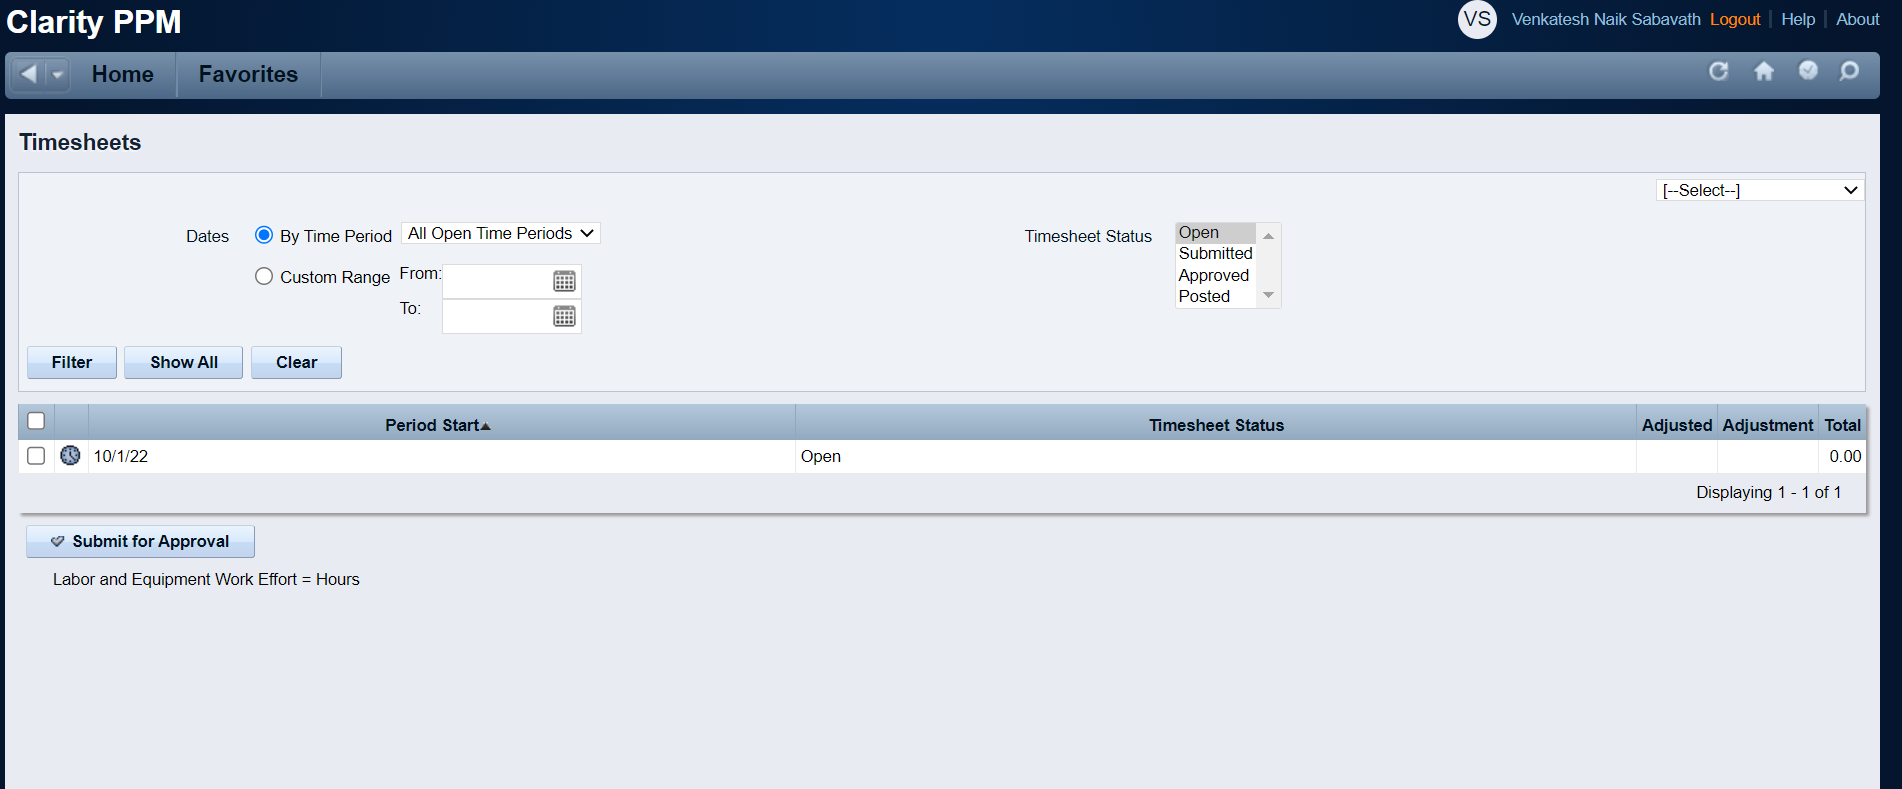 Clarity PPM
VS Venkatesh Naik Sabavath Logout Help About
Home Favorites
Timesheets
[--Select--]
Dates By Time Period All Open Time Periods Timesheet Status Open
Submitted
Custom Range From: Approved
To: Posted
Filter Show All Clear
Period Start Timesheet Status Adjusted Adjustment Total
10/1/22 Open 0.00
Displaying 1 - 1 of 1
Submit for Approval
Labor and Equipment Work Effort = Hours